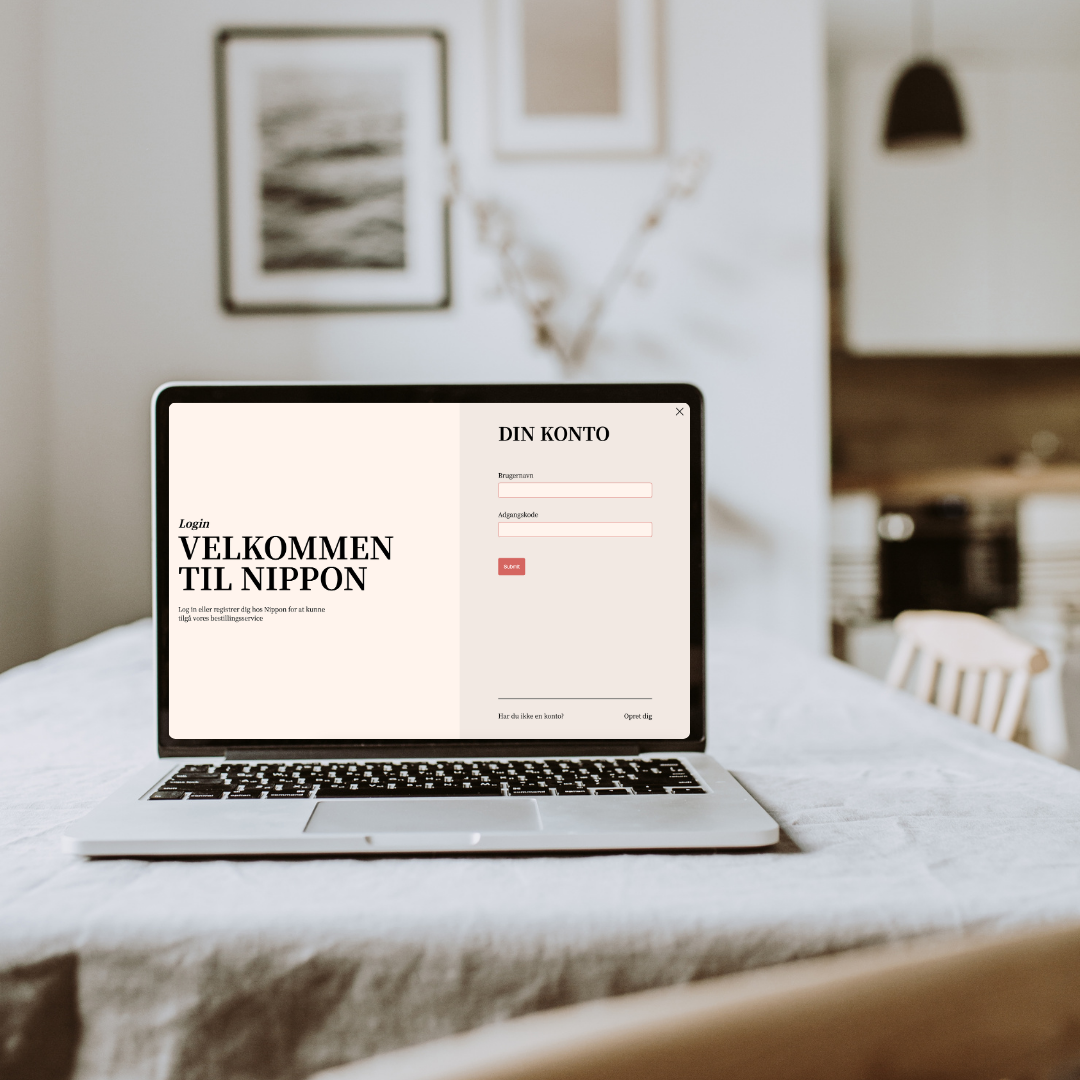 Login
VELKOMMEN
TIL NIPPON
Log in eller registrer dig hos Nippon for at kunne
tilgå vores bestillingsservice
DIN KONTO
Brugernavn
Adgangskode
Submit
Har du ikke en konto? Opret dig